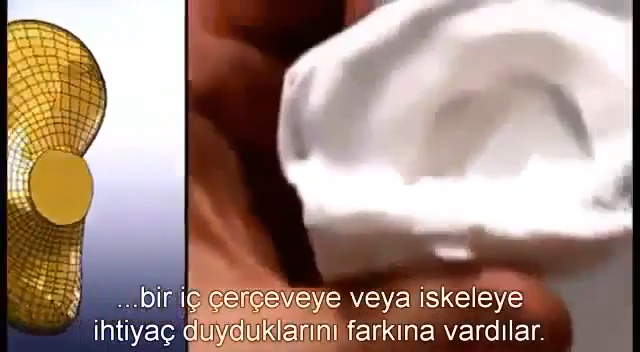 ...bir iç çerçeveye veya iskeleye
ihtiyaç duyduklarını farkına vardılar.